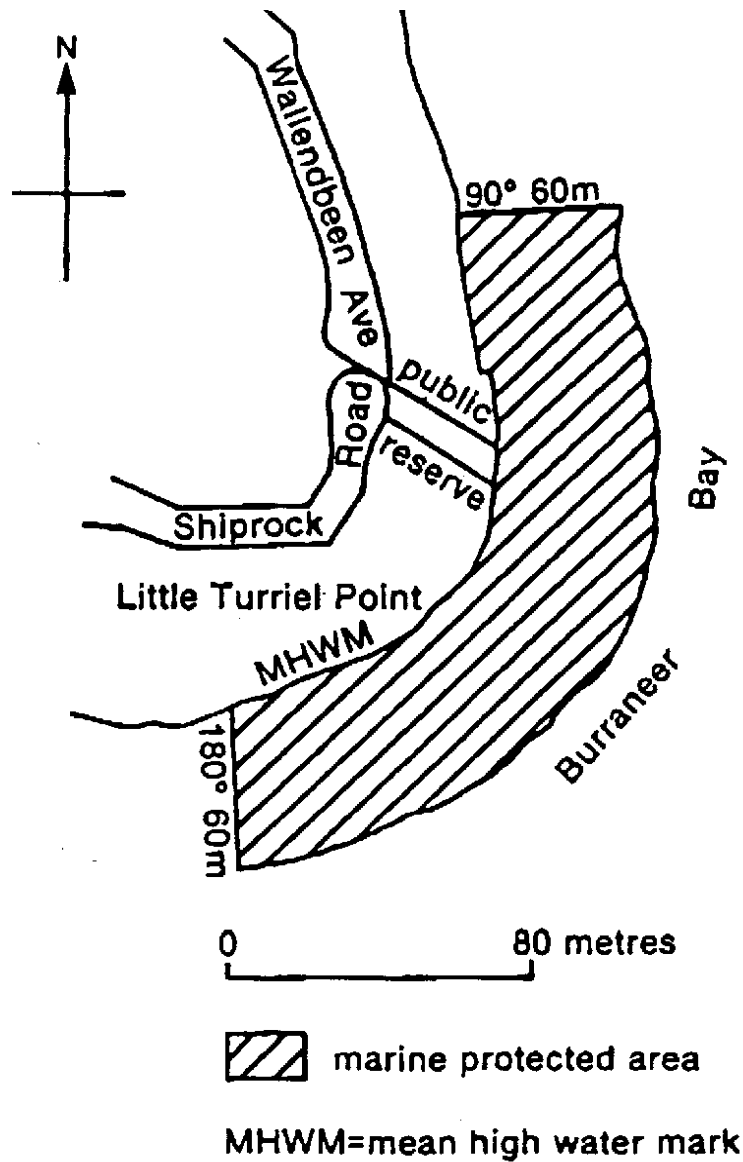 N
Wallendbeen Ave
90° 60m
public
reserve
Road
Shiprock
Bay
Little Turriel Point
MHWM
Burraneer
180° 60m
0 80 metres
marine protected area
MHWM=mean high water mark